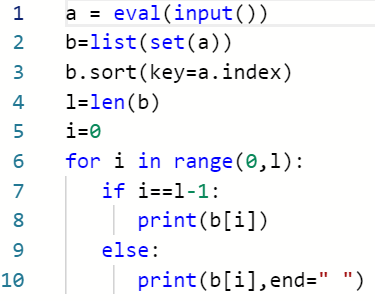 1 a = eval(input())
2 b=list(set(a))
3 b.sort(key=a.index)
4 l=len(b)
5 i=0
6 for i in range(0,l):
7     if i==l-1:
8         print(b[i])
9     else:
10         print(b[i],end=" ")